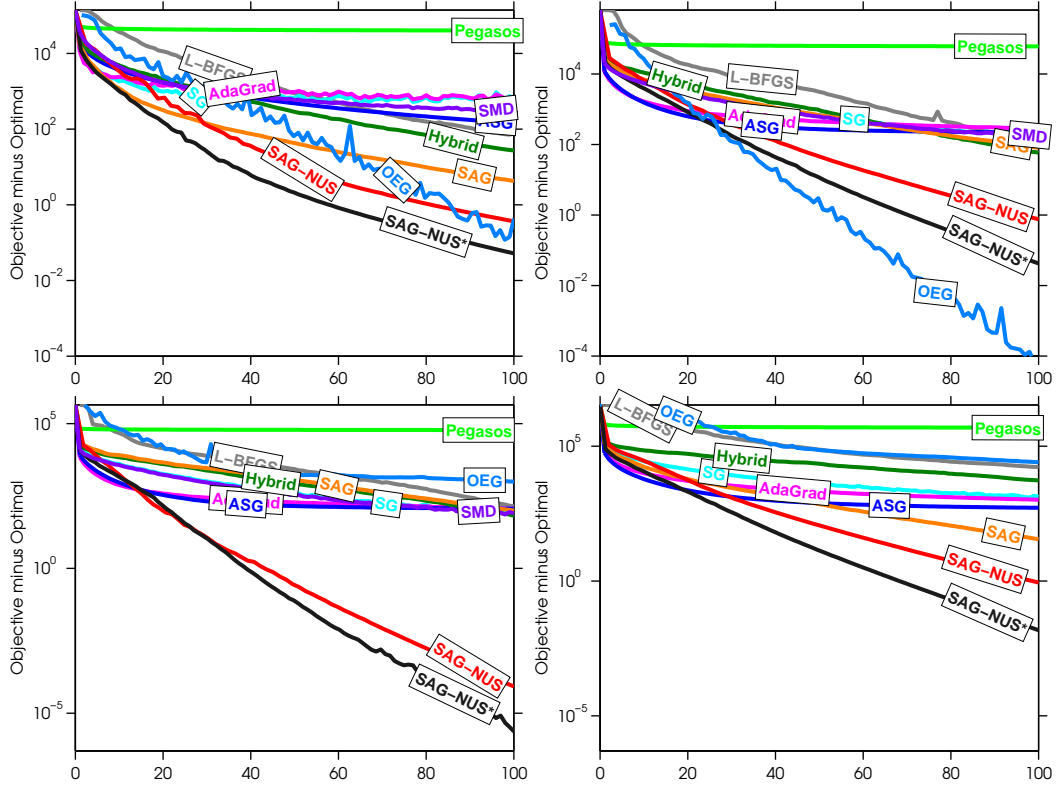 Objective minus Optimal
10^4
10^2
10^0
10^−2
10^−4
0 20 40 60 80 100
Pegasos
L−BFGS
SG
AdaGrad
ASG
SMD
Hybrid
SAG
OEG
SAG−NUS
SAG−NUS*
Objective minus Optimal
10^4
10^2
10^0
10^−2
10^−4
0 20 40 60 80 100
Pegasos
L−BFGS
Hybrid
AdaGrad
ASG
SG
SAG
SMD
SAG−NUS
SAG−NUS*
OEG
Objective minus Optimal
10^5
10^0
10^−5
0 20 40 60 80 100
Pegasos
L−BFGS
OEG
Hybrid
SAG
AdaGrad
ASG
SG
SMD
SAG−NUS
SAG−NUS*
Objective minus Optimal
10^5
10^0
10^−5
0 20 40 60 80 100
L−BFGS
OEG
Pegasos
Hybrid
SG
AdaGrad
ASG
SAG
SAG−NUS
SAG−NUS*